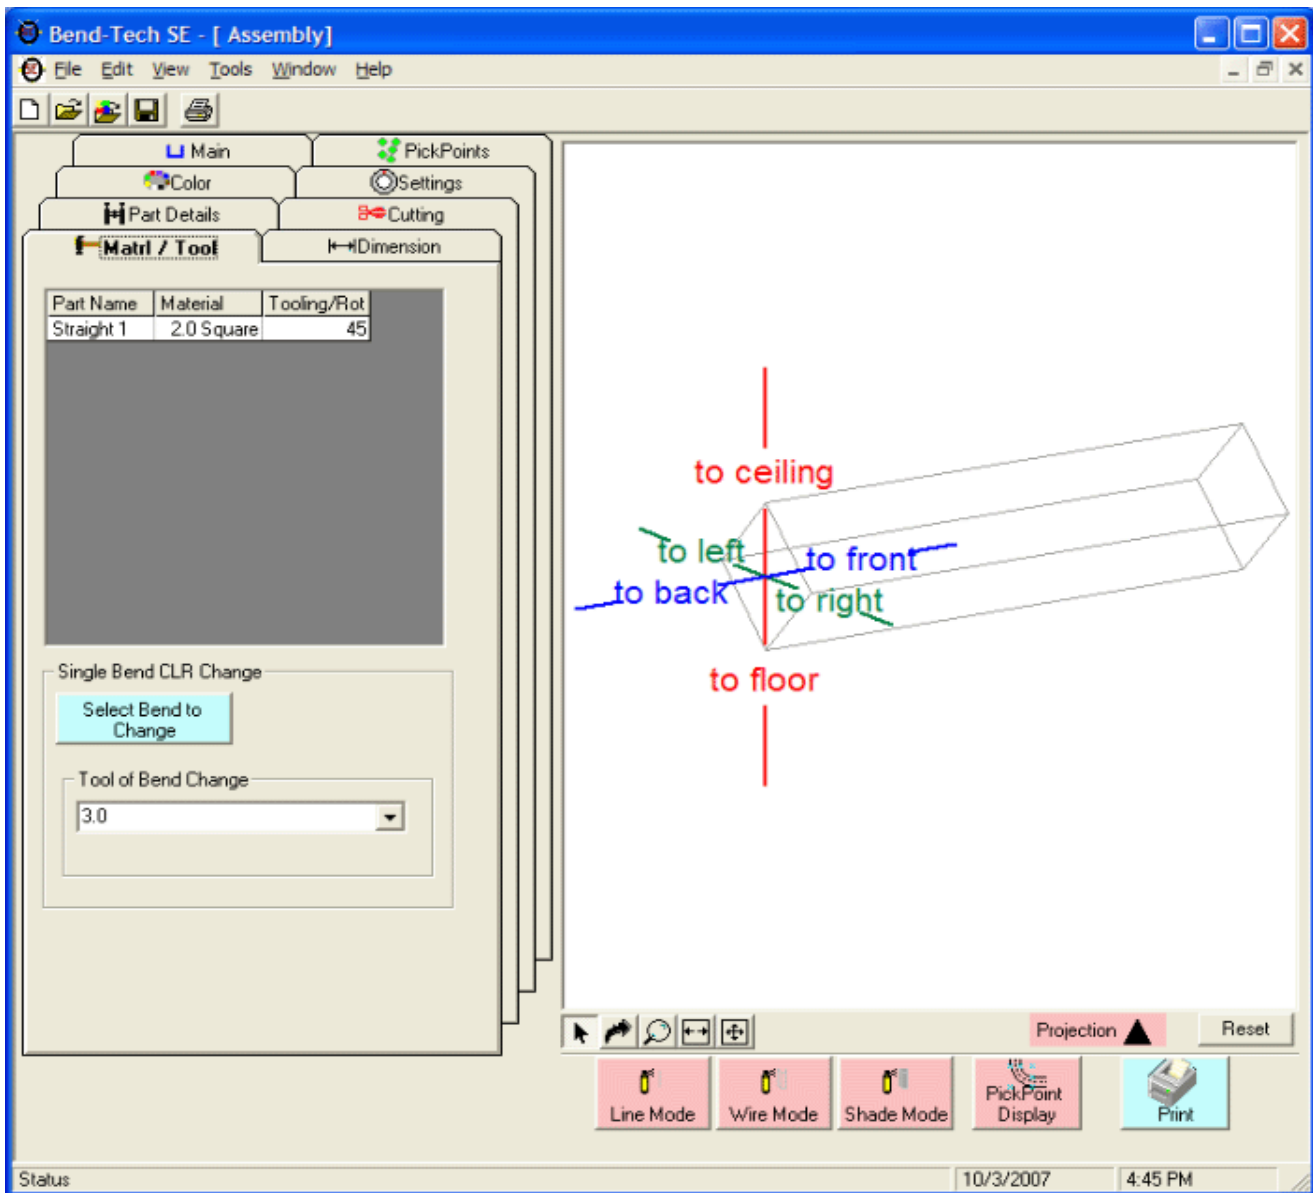 Bend-Tech SE - [ Assembly]
File Edit View Tools Window Help
Main PickPoints
Color Settings
Part Details Cutting
Matrl / Tool Dimension
Part Name Material Tooling/Rot
Straight 1 2.0 Square 45
Single Bend CLR Change
Select Bend to
Change
Tool of Bend Change
3.0
to ceiling
to left
to front
to back
to right
to floor
Projection Reset
Line Mode Wire Mode Shade Mode PickPoint
Display Print
Status 10/3/2007 4:45 PM